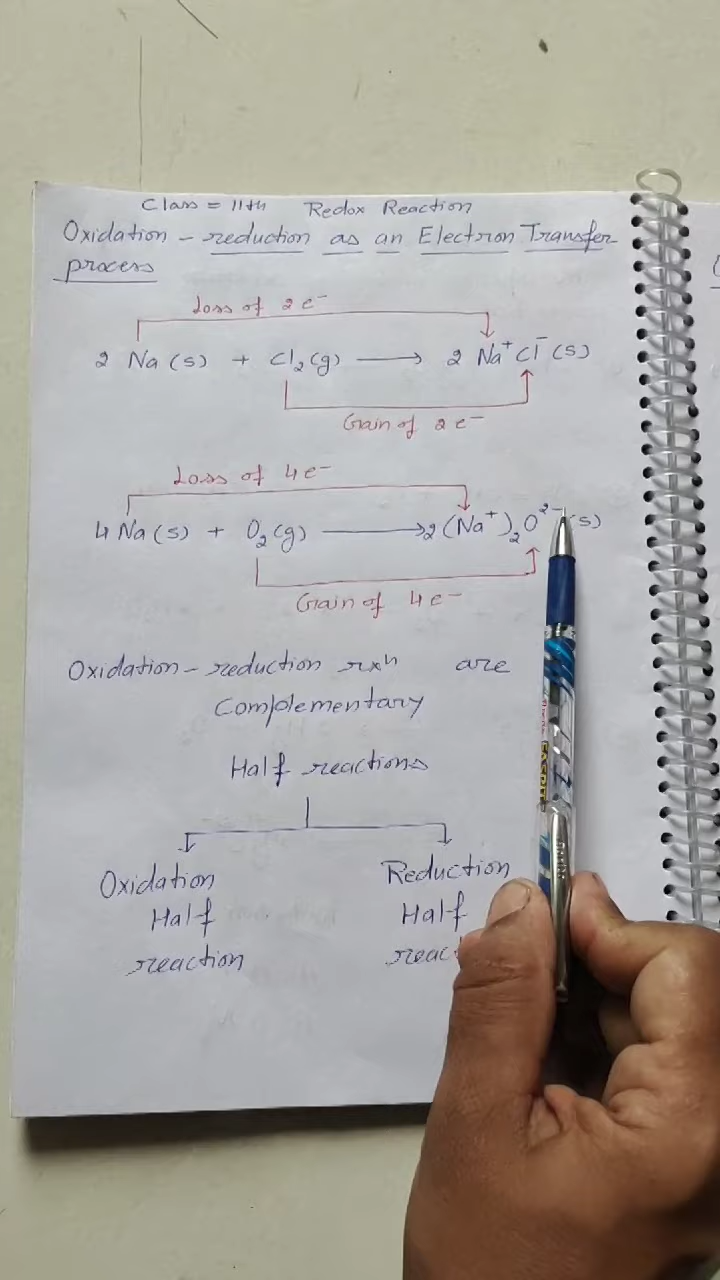 Class = 11th Redox Reaction
Oxidation - reduction as an Electron Transfer
process
Loss of 2e⁻
2 Na(s) + Cl₂(g) ⟶ 2 Na⁺Cl⁻(s)
Gain of 2e⁻
Loss of 4e⁻
4 Na(s) + O₂(g) ⟶ 2(Na⁺)₂O²⁻(s)
Gain of 4e⁻
Oxidation - reduction rxn are
Complementary
Half reactions
Oxidation Reduction
Half Half
reaction reac